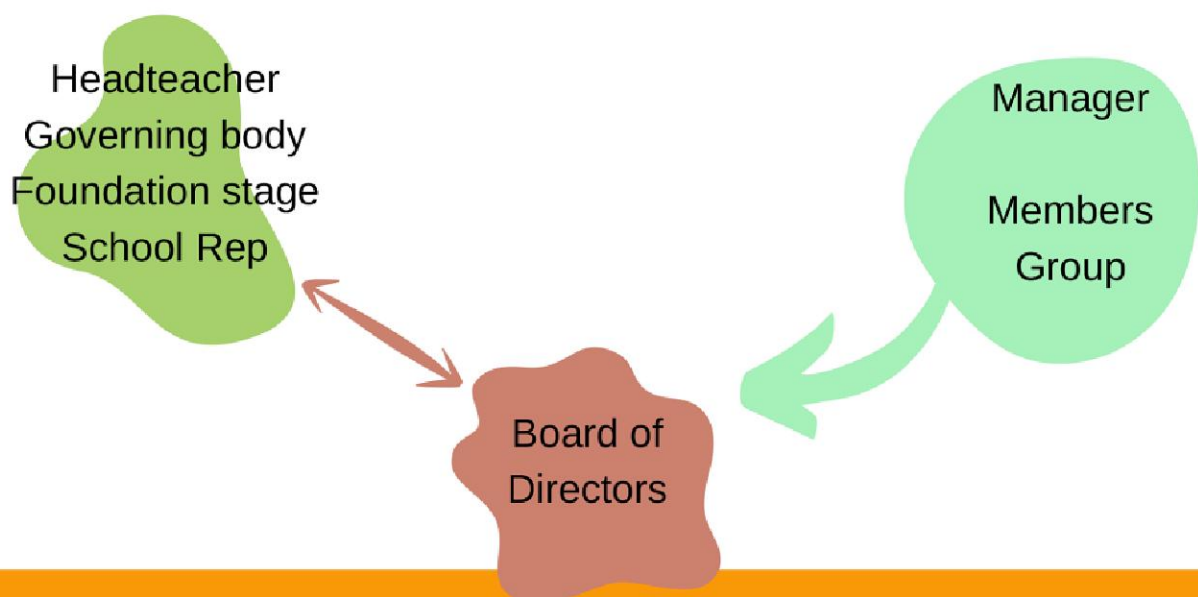 Headteacher
Governing body
Foundation stage
School Rep
Manager
Members
Group
Board of
Directors